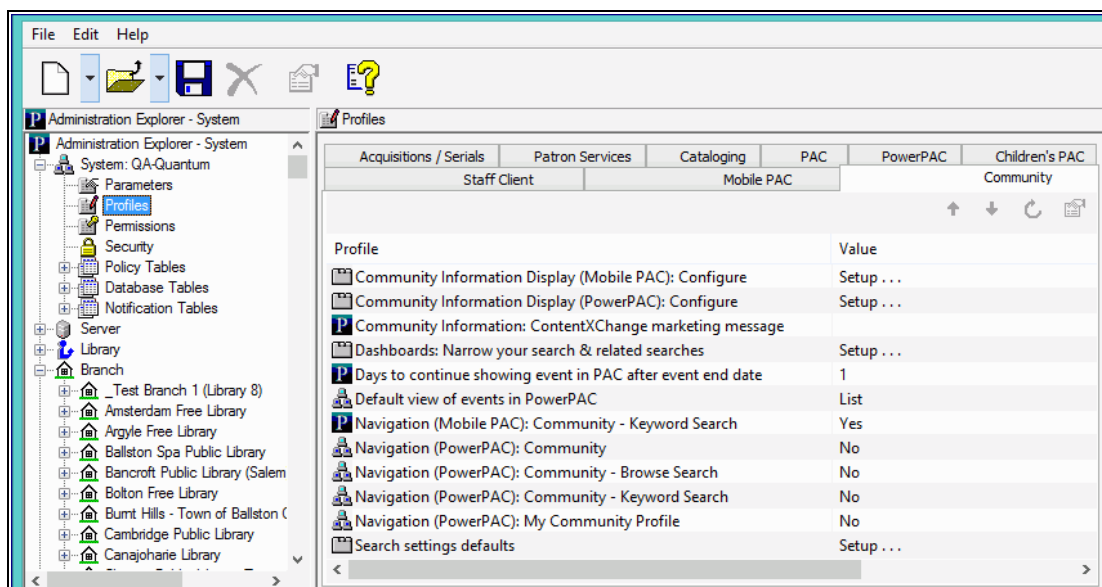 File Edit Help
Administration Explorer - System
Profiles
Administration Explorer - System
System: QA-Quantum
Parameters
Profiles
Permissions
Security
Policy Tables
Database Tables
Notification Tables
Server
Library
Branch
_Test Branch 1 (Library 8)
Amsterdam Free Library
Argyle Free Library
Ballston Spa Public Library
Bancroft Public Library (Salem
Bolton Free Library
Burnt Hills - Town of Ballston C
Cambridge Public Library
Canajoharie Library
Acquisitions / Serials Patron Services Cataloging PAC PowerPAC Children's PAC
Staff Client Mobile PAC Community
Profile Value
Community Information Display (Mobile PAC): Configure Setup . . .
Community Information Display (PowerPAC): Configure Setup . . .
Community Information: ContentXChange marketing message
Dashboards: Narrow your search & related searches Setup . . .
Days to continue showing event in PAC after event end date 1
Default view of events in PowerPAC List
Navigation (Mobile PAC): Community - Keyword Search Yes
Navigation (PowerPAC): Community No
Navigation (PowerPAC): Community - Browse Search No
Navigation (PowerPAC): Community - Keyword Search No
Navigation (PowerPAC): My Community Profile No
Search settings defaults Setup . . .